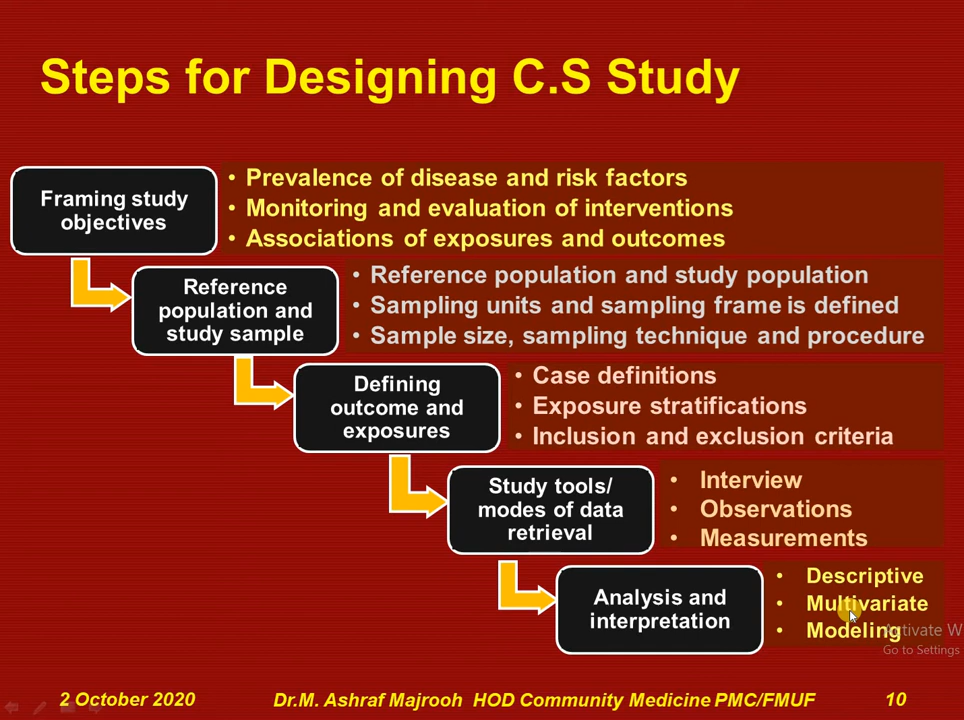 Steps for Designing C.S Study
Framing study
objectives
• Prevalence of disease and risk factors
• Monitoring and evaluation of interventions
• Associations of exposures and outcomes
Reference
population and
study sample
• Reference population and study population
• Sampling units and sampling frame is defined
• Sample size, sampling technique and procedure
Defining
outcome and
exposures
• Case definitions
• Exposure stratifications
• Inclusion and exclusion criteria
Study tools/
modes of data
retrieval
• Interview
• Observations
• Measurements
Analysis and
interpretation
• Descriptive
• Multivariate
• Modeling
Activate W
Go to Settings
2 October 2020
Dr.M. Ashraf Majrooh HOD Community Medicine PMC/FMUF
10